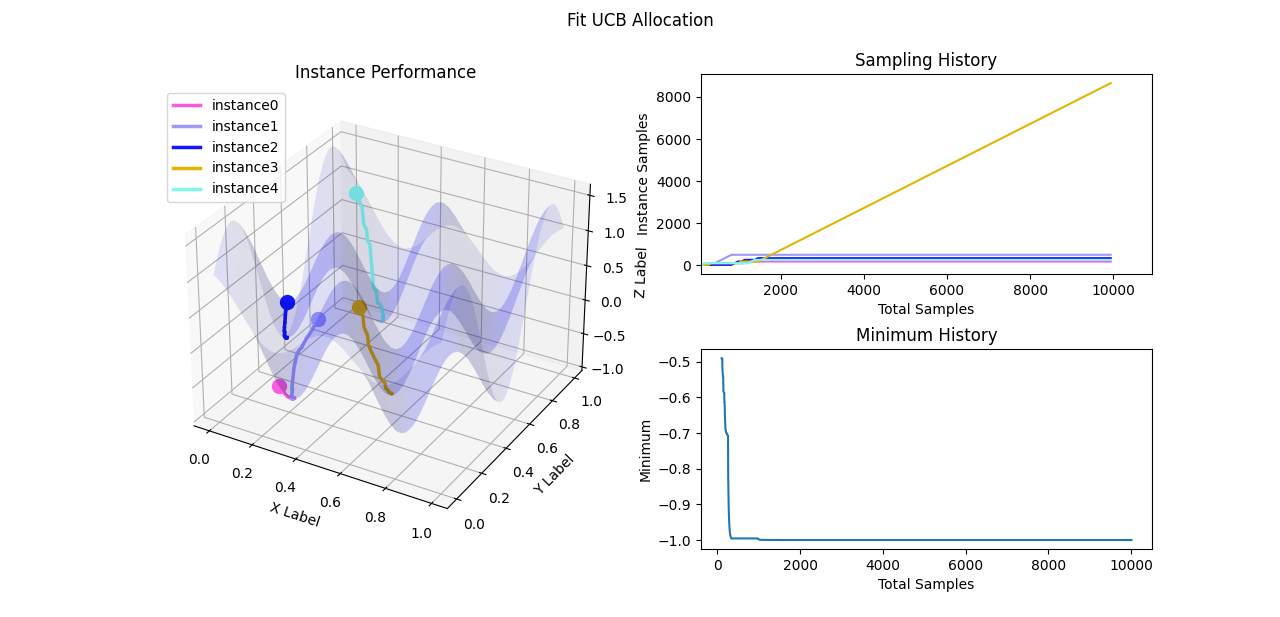 Fit UCB Allocation
Instance Performance
instance0
instance1
instance2
instance3
instance4
1.5
1.0
0.5
0.0
−0.5
−1.0
Z Label
0.0
0.2
0.4
0.6
0.8
1.0
X Label
0.0
0.2
0.4
0.6
0.8
1.0
Y Label
Sampling History
8000
6000
4000
2000
0
Instance Samples
2000
4000
6000
8000
10000
Total Samples
Minimum History
−0.5
−0.6
−0.7
−0.8
−0.9
−1.0
Minimum
0
2000
4000
6000
8000
10000
Total Samples